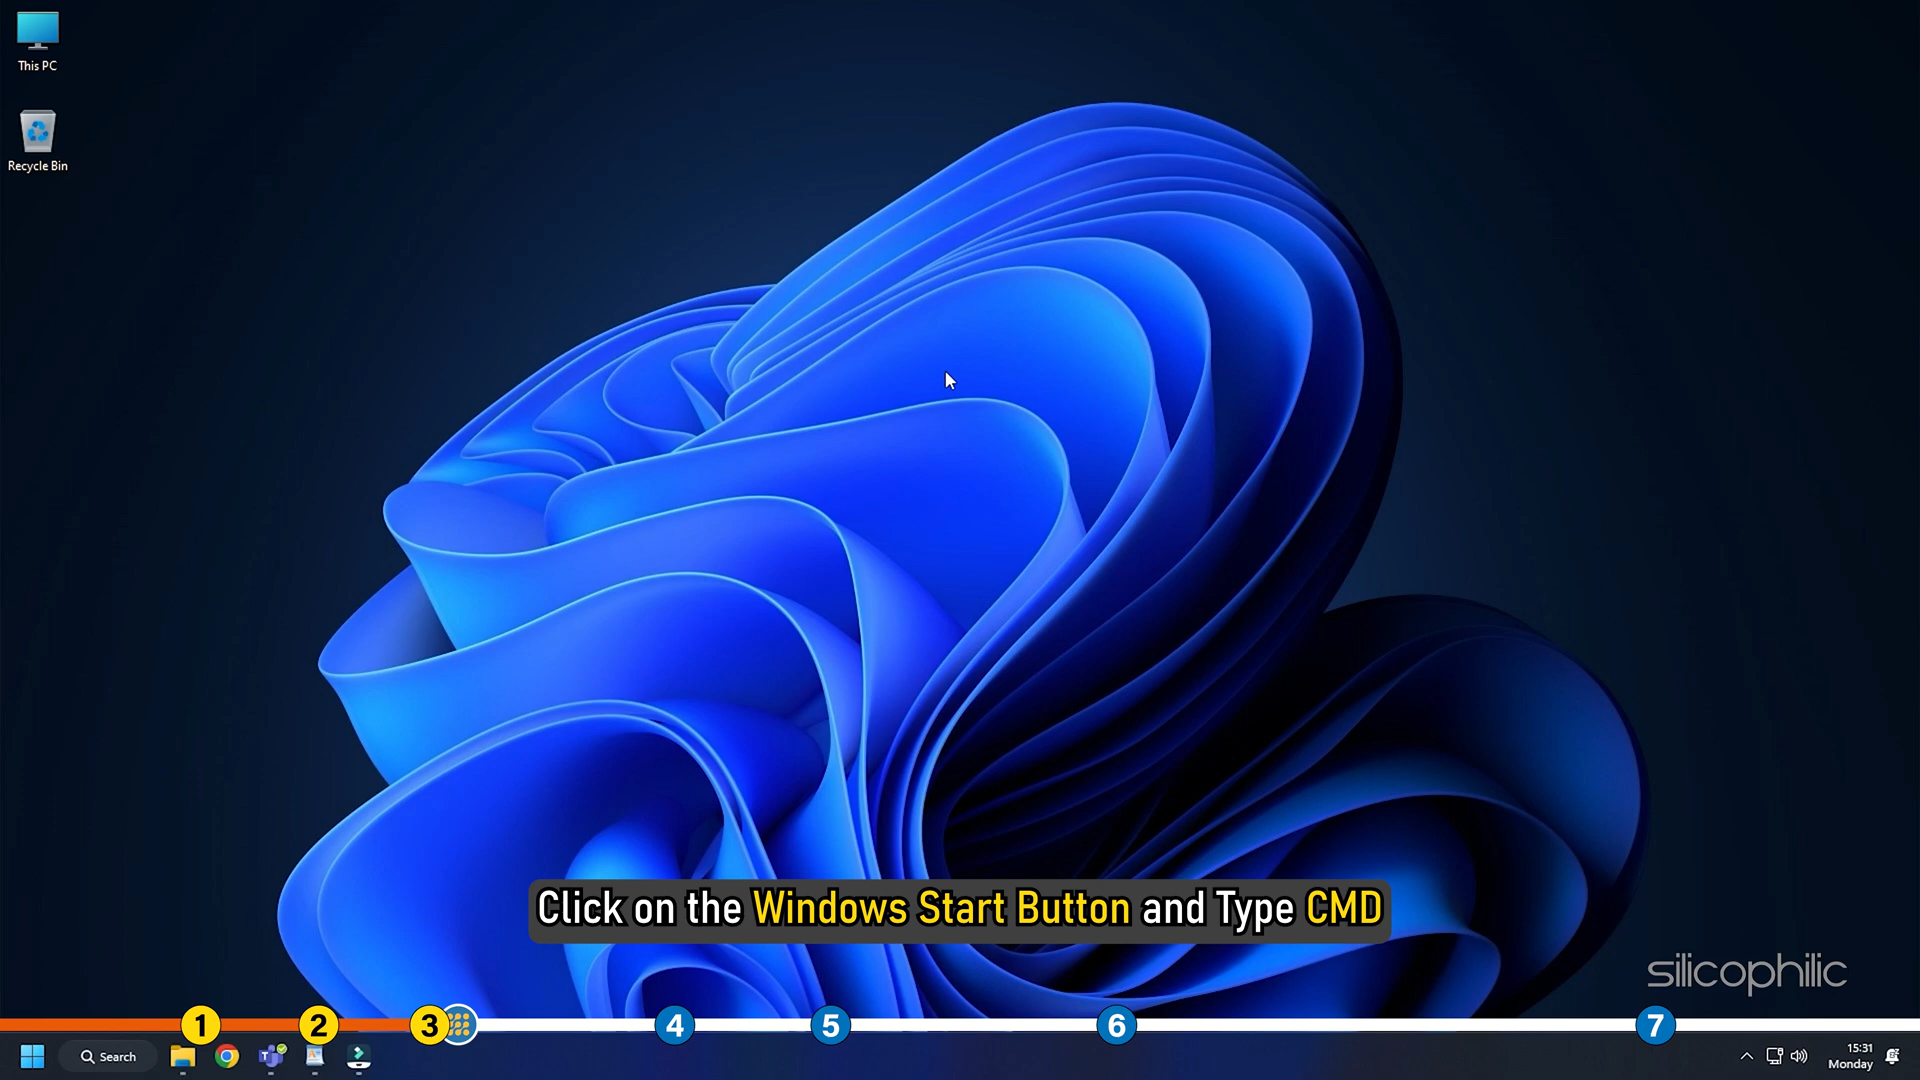 This PC
Recycle Bin
Click on the Windows Start Button and Type CMD
silicophilic
1 2 3 4 5 6 7
Search
15:31
Monday